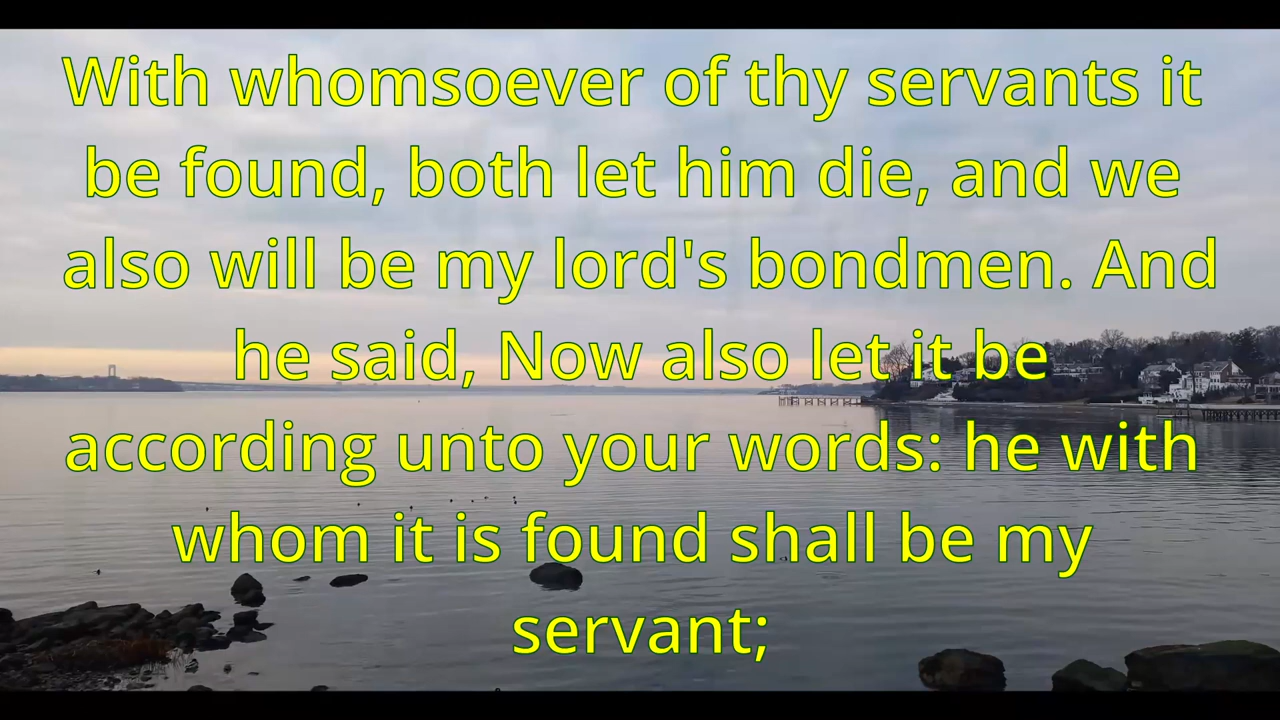 With whomsoever of thy servants it
be found, both let him die, and we
also will be my lord's bondmen. And
he said, Now also let it be
according unto your words: he with
whom it is found shall be my
servant;